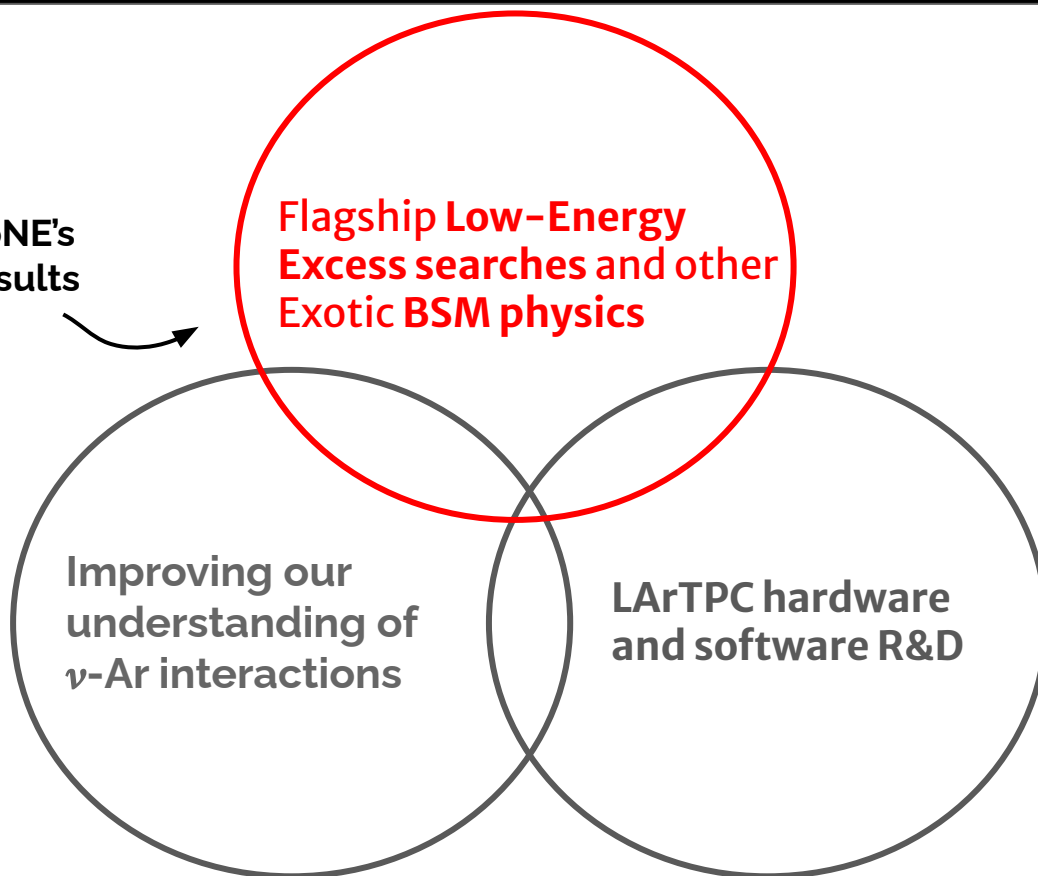 Flagship Low-Energy
Excess searches and other
Exotic BSM physics
NE's
sults
Improving our
understanding of
ν-Ar interactions
LArTPC hardware
and software R&D